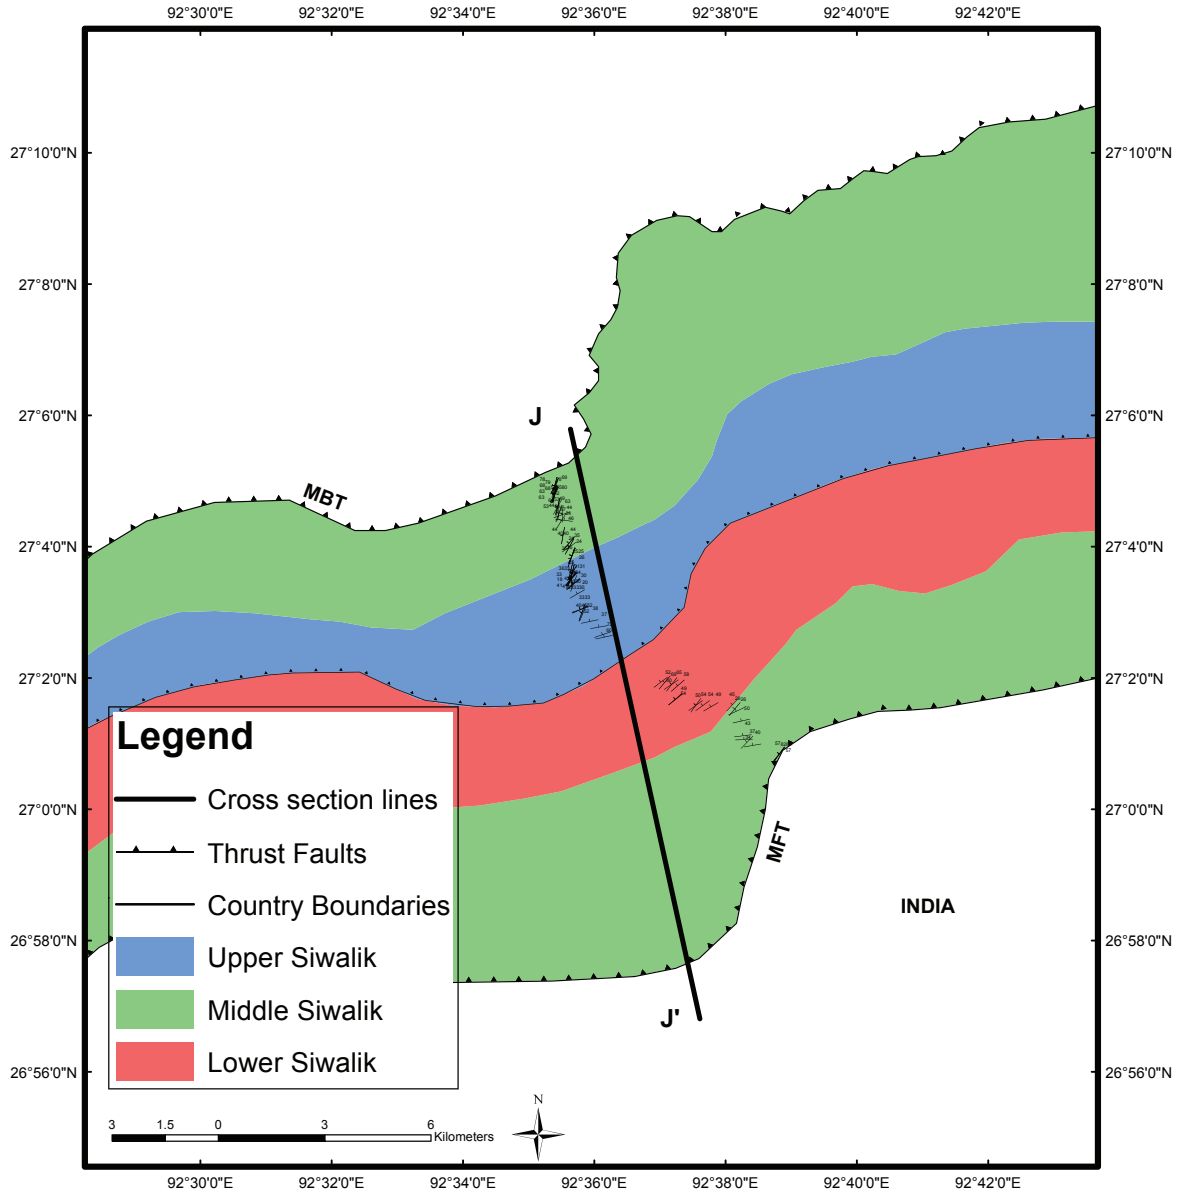 92°30'0"E 92°32'0"E 92°34'0"E 92°36'0"E 92°38'0"E 92°40'0"E 92°42'0"E
27°10'0"N 27°10'0"N
27°8'0"N 27°8'0"N
27°6'0"N 27°6'0"N
J
MBT
27°4'0"N 27°4'0"N
27°2'0"N 27°2'0"N
Legend
Cross section lines
27°0'0"N 27°0'0"N
MFT
Thrust Faults
Country Boundaries
INDIA
26°58'0"N 26°58'0"N
Upper Siwalik
Middle Siwalik
J'
Lower Siwalik
26°56'0"N 26°56'0"N
N
3 1.5 0 3 6
Kilometers
92°30'0"E 92°32'0"E 92°34'0"E 92°36'0"E 92°38'0"E 92°40'0"E 92°42'0"E